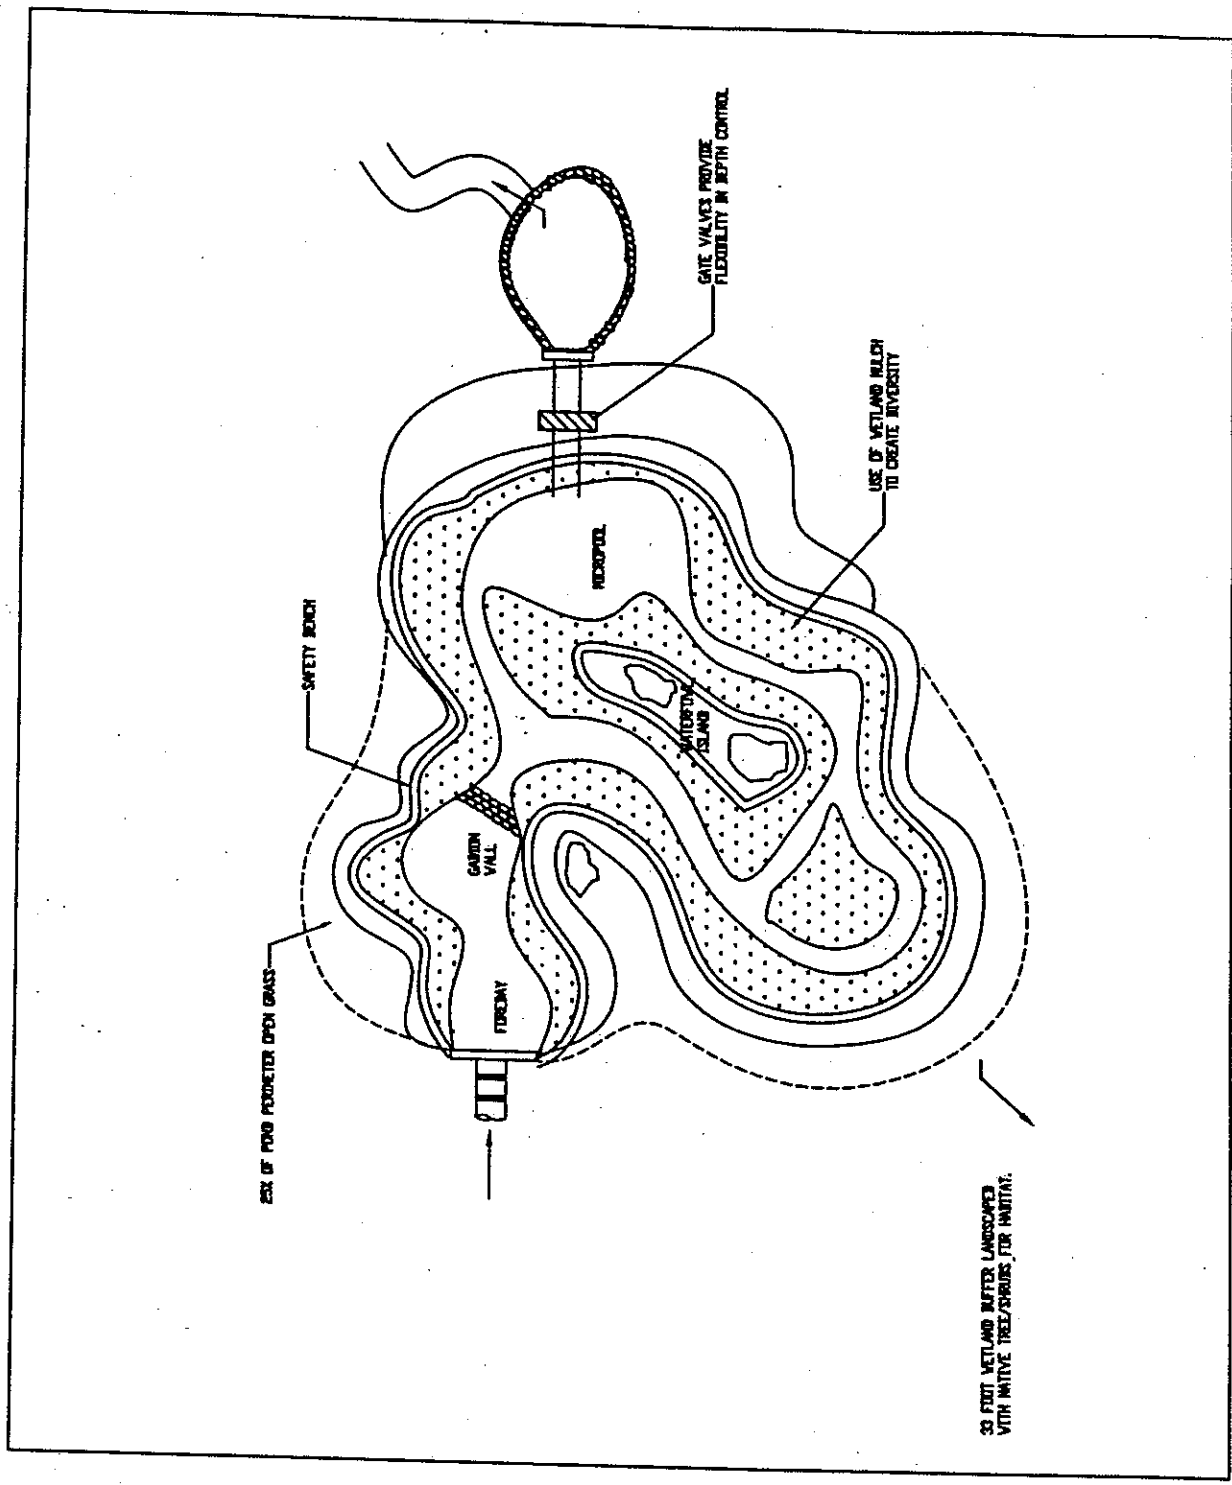 25% OF POND PERIMETER OPEN GRASS
SAFETY BENCH
GATE VALVES PROVIDE
FLEXIBILITY IN DEPTH CONTROL
FOREBAY
GABION
WALL
MICROPOOL
WATERFOWL
ISLAND
USE OF WETLAND MULCH
TO CREATE DIVERSITY
33 FOOT WETLAND BUFFER LANDSCAPED
WITH NATIVE TREE/SHRUBS FOR HABITAT.